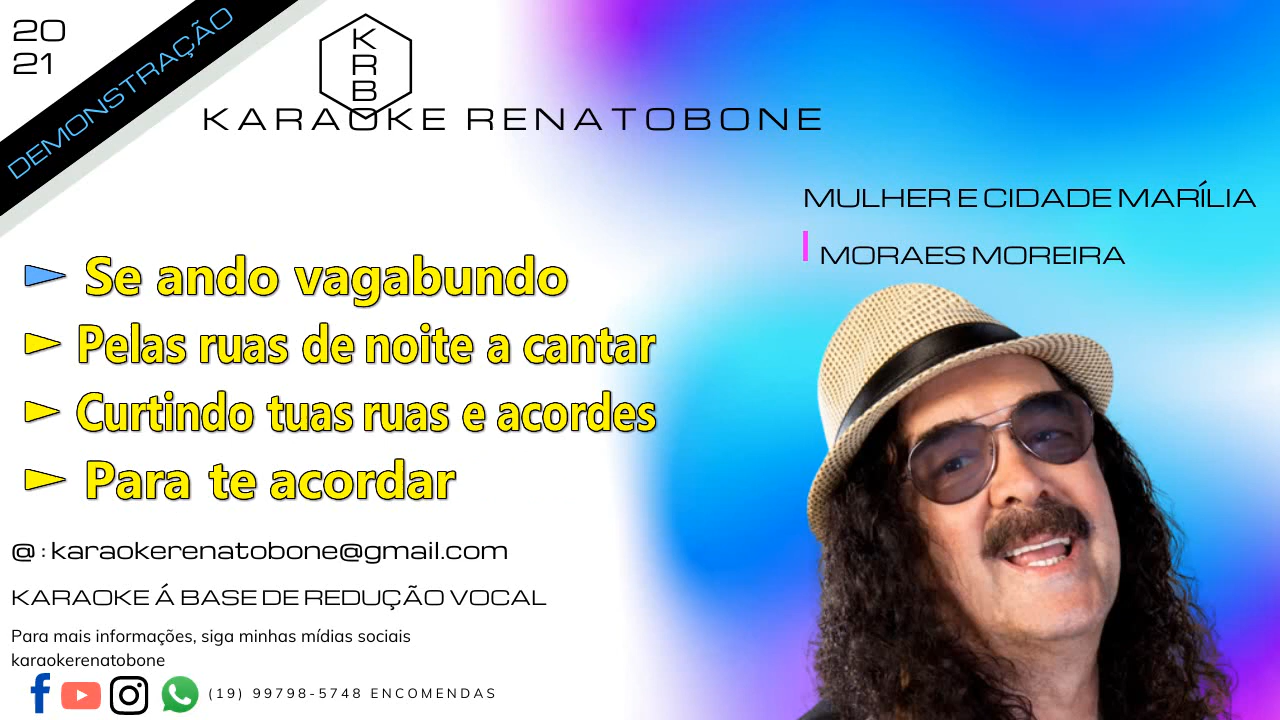 20
21
DEMONSTRAÇÃO
K
R
B
KARAOKE RENATOBONE
MULHER E CIDADE MARÍLIA
MORAES MOREIRA
Se ando vagabundo
Pelas ruas de noite a cantar
Curtindo tuas ruas e acordes
Para te acordar
@ : karaokerenatobone@gmail.com
KARAOKE Á BASE DE REDUÇÃO VOCAL
Para mais informações, siga minhas mídias sociais
karaokerenatobone
(19) 99798-5748 ENCOMENDAS